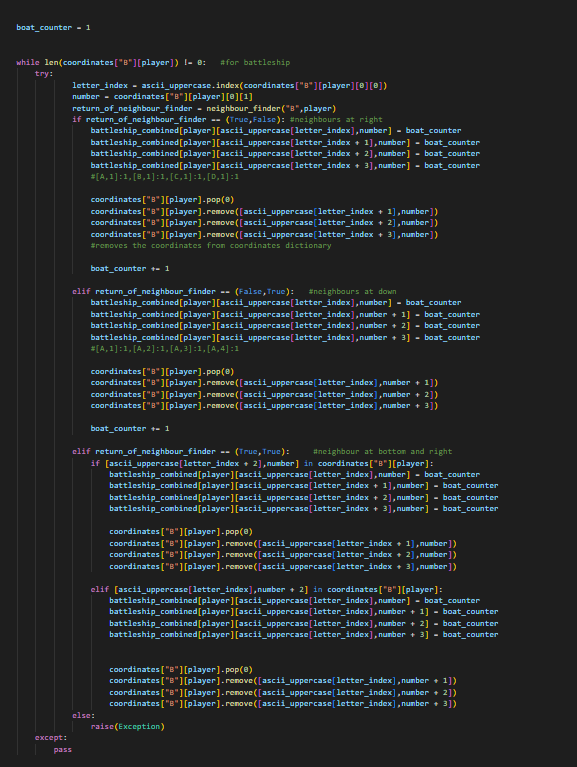 boat_counter = 1
while len(coordinates["B"][player]) != 0:   #for battleship
    try:
            letter_index = ascii_uppercase.index(coordinates["B"][player][0][0])
            number = coordinates["B"][player][0][1]
            return_of_neighbour_finder = neighbour_finder("B",player)
            if return_of_neighbour_finder == (True,False): #neighbours at right
                battleship_combined[player][ascii_uppercase[letter_index],number] = boat_counter
                battleship_combined[player][ascii_uppercase[letter_index + 1],number] = boat_counter
                battleship_combined[player][ascii_uppercase[letter_index + 2],number] = boat_counter
                battleship_combined[player][ascii_uppercase[letter_index + 3],number] = boat_counter
                #[A,1]:1,[B,1]:1,[C,1]:1,[D,1]:1
                coordinates["B"][player].pop(0)
                coordinates["B"][player].remove([ascii_uppercase[letter_index + 1],number])
                coordinates["B"][player].remove([ascii_uppercase[letter_index + 2],number])
                coordinates["B"][player].remove([ascii_uppercase[letter_index + 3],number])
                #removes the coordinates from coordinates dictionary
                boat_counter += 1
            elif return_of_neighbour_finder == (False,True):   #neighbours at down
                battleship_combined[player][ascii_uppercase[letter_index],number] = boat_counter
                battleship_combined[player][ascii_uppercase[letter_index],number + 1] = boat_counter
                battleship_combined[player][ascii_uppercase[letter_index],number + 2] = boat_counter
                battleship_combined[player][ascii_uppercase[letter_index],number + 3] = boat_counter
                #[A,1]:1,[A,2]:1,[A,3]:1,[A,4]:1
                coordinates["B"][player].pop(0)
                coordinates["B"][player].remove([ascii_uppercase[letter_index],number + 1])
                coordinates["B"][player].remove([ascii_uppercase[letter_index],number + 2])
                coordinates["B"][player].remove([ascii_uppercase[letter_index],number + 3])
                boat_counter += 1
            elif return_of_neighbour_finder == (True,True):     #neighbour at bottom and right
                if [ascii_uppercase[letter_index + 2],number] in coordinates["B"][player]:
                    battleship_combined[player][ascii_uppercase[letter_index],number] = boat_counter
                    battleship_combined[player][ascii_uppercase[letter_index + 1],number] = boat_counter
                    battleship_combined[player][ascii_uppercase[letter_index + 2],number] = boat_counter
                    battleship_combined[player][ascii_uppercase[letter_index + 3],number] = boat_counter
                    coordinates["B"][player].pop(0)
                    coordinates["B"][player].remove([ascii_uppercase[letter_index + 1],number])
                    coordinates["B"][player].remove([ascii_uppercase[letter_index + 2],number])
                    coordinates["B"][player].remove([ascii_uppercase[letter_index + 3],number])
                elif [ascii_uppercase[letter_index],number + 2] in coordinates["B"][player]:
                    battleship_combined[player][ascii_uppercase[letter_index],number] = boat_counter
                    battleship_combined[player][ascii_uppercase[letter_index],number + 1] = boat_counter
                    battleship_combined[player][ascii_uppercase[letter_index],number + 2] = boat_counter
                    battleship_combined[player][ascii_uppercase[letter_index],number + 3] = boat_counter
                    coordinates["B"][player].pop(0)
                    coordinates["B"][player].remove([ascii_uppercase[letter_index],number + 1])
                    coordinates["B"][player].remove([ascii_uppercase[letter_index],number + 2])
                    coordinates["B"][player].remove([ascii_uppercase[letter_index],number + 3])
            else:
                raise(Exception)
    except:
        pass